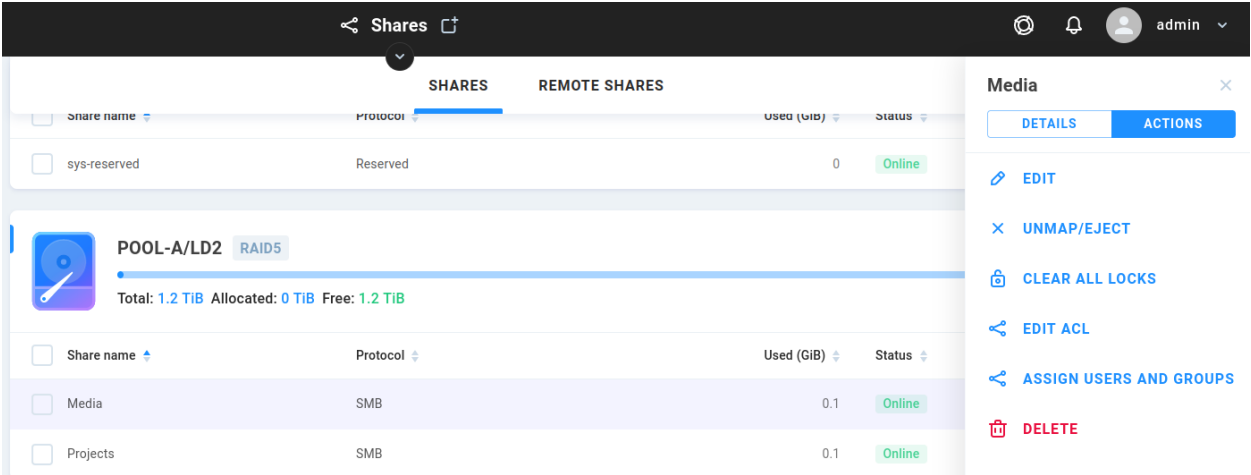 Shares
admin
SHARES REMOTE SHARES
Share name Protocol Used (GiB) Status
sys-reserved Reserved 0 Online
POOL-A/LD2 RAID5
Total: 1.2 TiB Allocated: 0 TiB Free: 1.2 TiB
Share name Protocol Used (GiB) Status
Media SMB 0.1 Online
Projects SMB 0.1 Online
Media
DETAILS ACTIONS
EDIT
UNMAP/EJECT
CLEAR ALL LOCKS
EDIT ACL
ASSIGN USERS AND GROUPS
DELETE